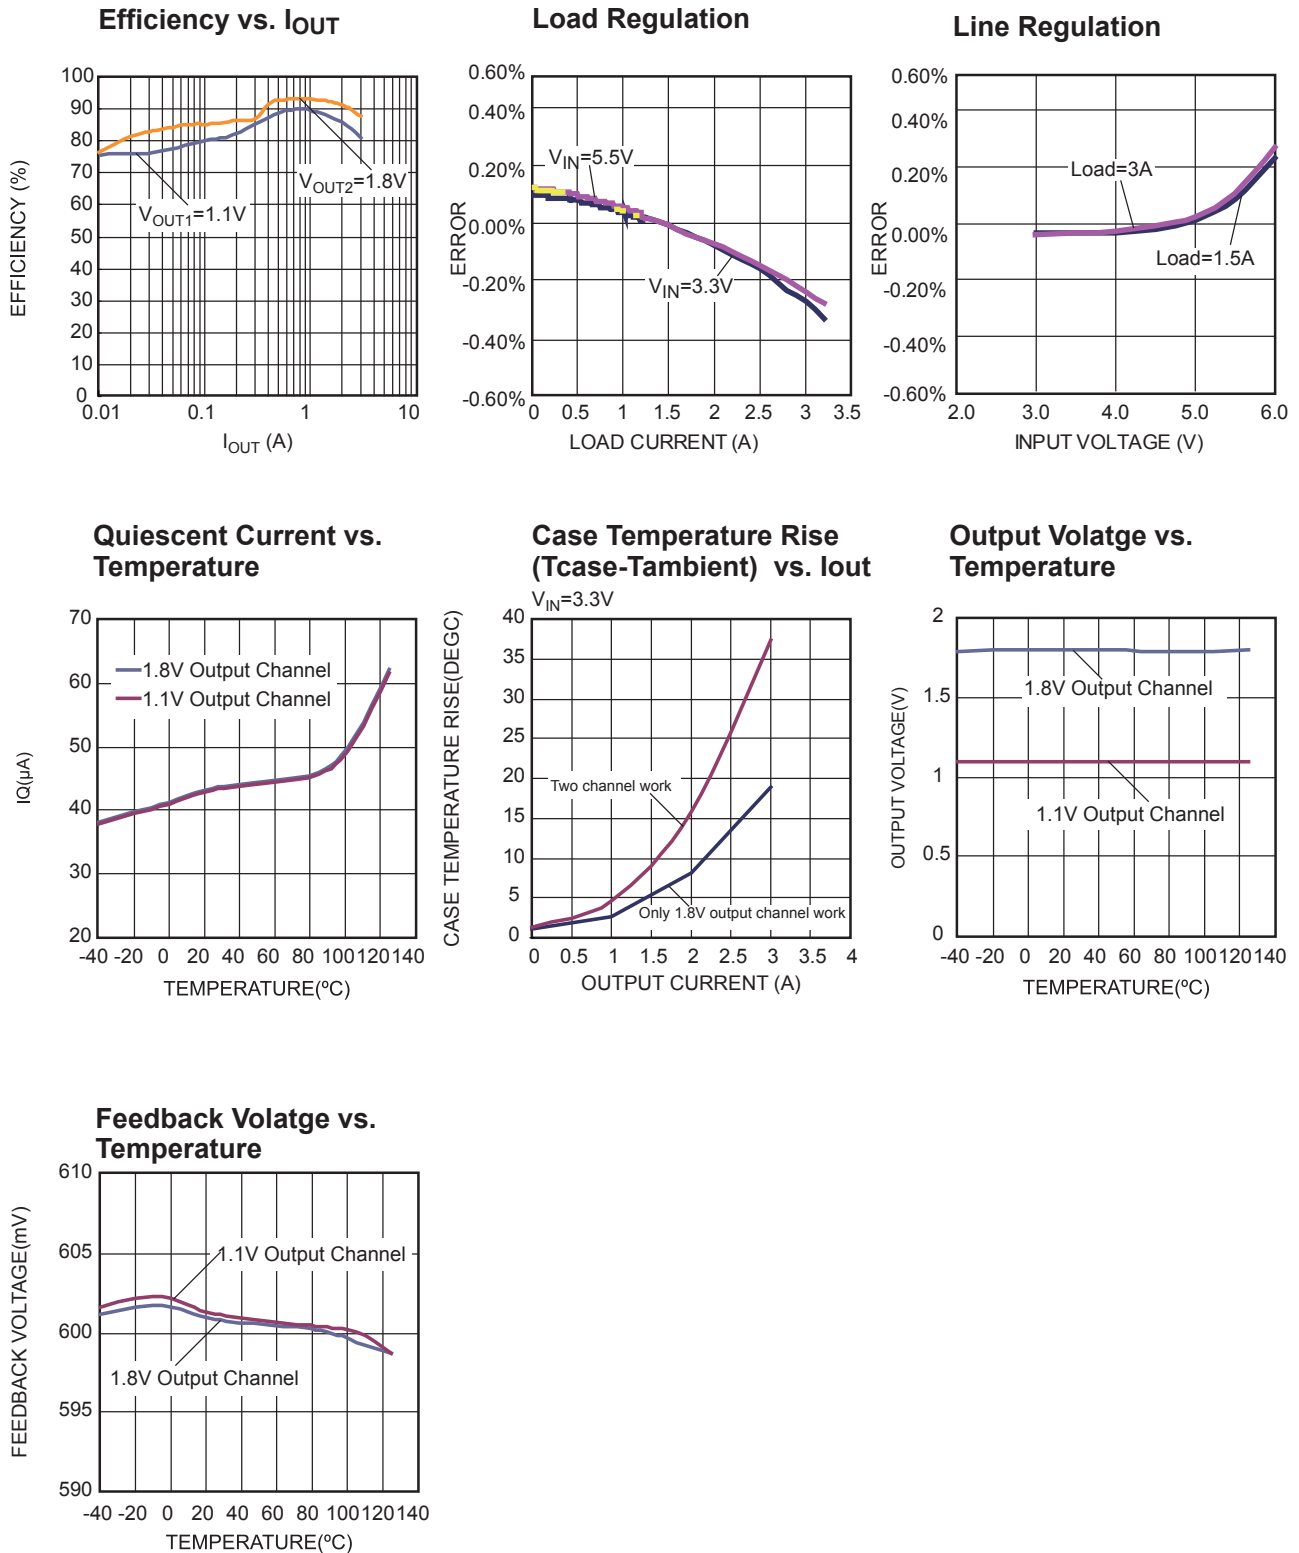 Efficiency vs. IOUT
100
90
80
70
60
50
40
30
20
10
0
0.01 0.1 1 10
EFFICIENCY (%)
VOUT2=1.8V
VOUT1=1.1V
IOUT (A)
Load Regulation
0.60%
0.40%
0.20%
0.00%
-0.20%
-0.40%
-0.60%
0 0.5 1 1.5 2 2.5 3 3.5
ERROR
VIN=5.5V
VIN=3.3V
LOAD CURRENT (A)
Line Regulation
0.60%
0.40%
0.20%
0.00%
-0.20%
-0.40%
-0.60%
2.0 3.0 4.0 5.0 6.0
ERROR
Load=3A
Load=1.5A
INPUT VOLTAGE (V)
Quiescent Current vs.
Temperature
70
60
50
40
30
20
-40 -20 0 20 40 60 80 100120140
IQ(µA)
1.8V Output Channel
1.1V Output Channel
TEMPERATURE(ºC)
Case Temperature Rise
(Tcase-Tambient) vs. Iout
VIN=3.3V
40
35
30
25
20
15
10
5
0
0 0.5 1 1.5 2 2.5 3 3.5 4
CASE TEMPERATURE RISE(DEGC)
Two channel work
Only 1.8V output channel work
OUTPUT CURRENT (A)
Output Volatge vs.
Temperature
2
1.5
1
0.5
0
-40 -20 0 20 40 60 80 100120140
OUTPUT VOLTAGE(V)
1.8V Output Channel
1.1V Output Channel
TEMPERATURE(ºC)
Feedback Volatge vs.
Temperature
610
605
600
595
590
-40 -20 0 20 40 60 80 100120140
FEEDBACK VOLTAGE(mV)
1.1V Output Channel
1.8V Output Channel
TEMPERATURE(ºC)